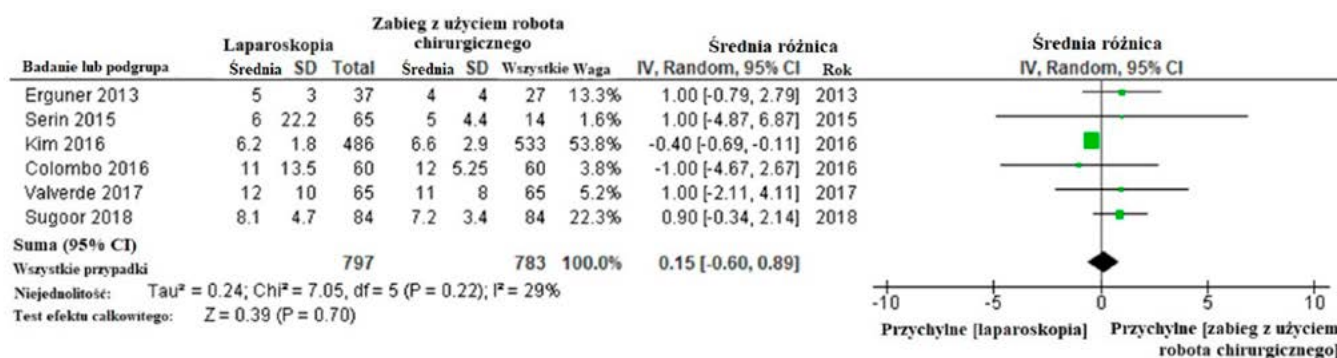 Zabieg z użyciem robota
Laparoskopia chirurgicznego Średnia różnica Średnia różnica
Badanie lub podgrupa Średnia SD Total Średnia SD Wszystkie Waga IV, Random, 95% CI Rok IV, Random, 95% CI
Erguner 2013 5 3 37 4 4 27 13.3% 1.00 [-0.79, 2.79] 2013
Serin 2015 6 22.2 65 5 4.4 14 1.6% 1.00 [-4.87, 6.87] 2015
Kim 2016 6.2 1.8 486 6.6 2.9 533 53.8% -0.40 [-0.69, -0.11] 2016
Colombo 2016 11 13.5 60 12 5.25 60 3.8% -1.00 [-4.67, 2.67] 2016
Valverde 2017 12 10 65 11 8 65 5.2% 1.00 [-2.11, 4.11] 2017
Sugoor 2018 8.1 4.7 84 7.2 3.4 84 22.3% 0.90 [-0.34, 2.14] 2018
Suma (95% CI)
Wszystkie przypadki 797 783 100.0% 0.15 [-0.60, 0.89]
Niejednolitość: Tau² = 0.24; Chi² = 7.05, df = 5 (P = 0.22); I² = 29%
Test efektu całkowitego: Z = 0.39 (P = 0.70)
-10 -5 0 5 10
Przychylne [laparoskopia] Przychylne [zabieg z użyciem
robota chirurgicznego]